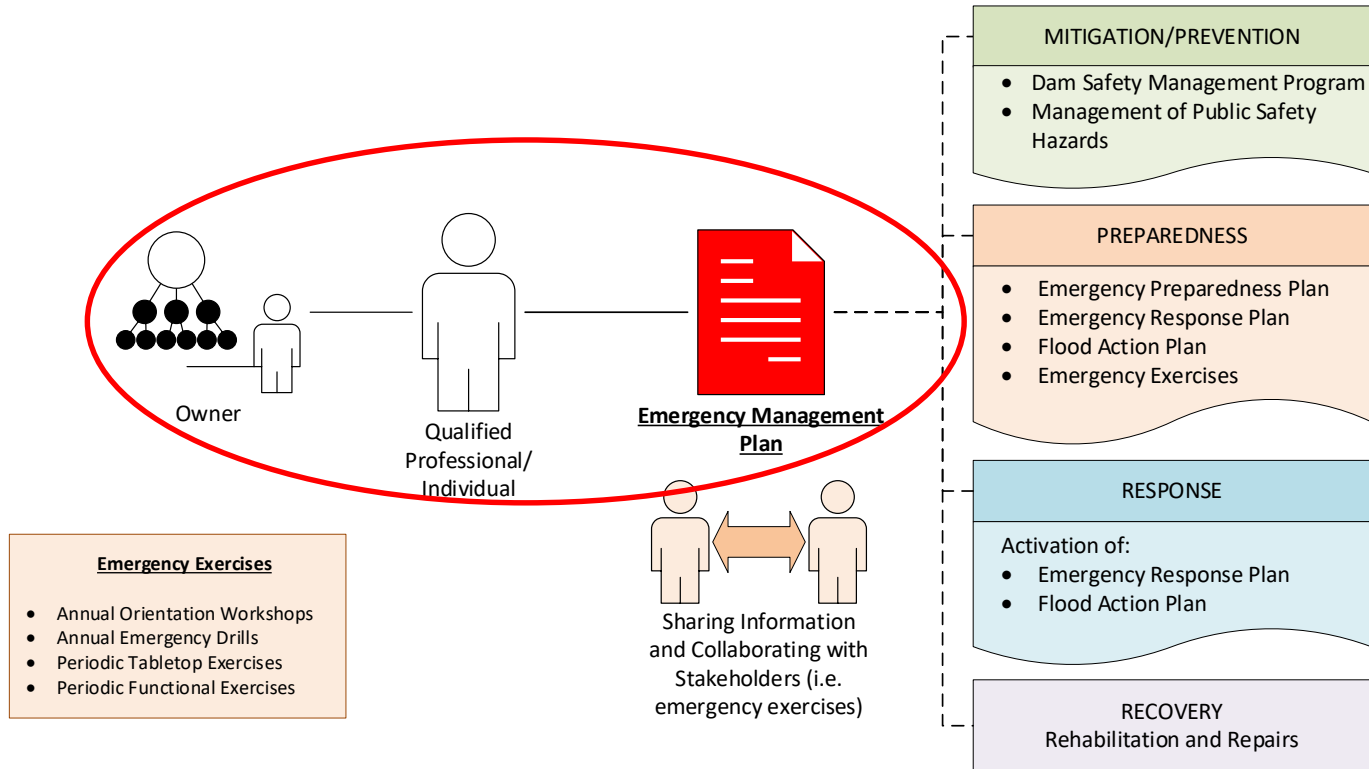 Owner
Qualified
Professional/
Individual
Emergency Management
Plan
Sharing Information
and Collaborating with
Stakeholders (i.e.
emergency exercises)
Emergency Exercises
• Annual Orientation Workshops
• Annual Emergency Drills
• Periodic Tabletop Exercises
• Periodic Functional Exercises
MITIGATION/PREVENTION
• Dam Safety Management Program
• Management of Public Safety
Hazards
PREPAREDNESS
• Emergency Preparedness Plan
• Emergency Response Plan
• Flood Action Plan
• Emergency Exercises
RESPONSE
Activation of:
• Emergency Response Plan
• Flood Action Plan
RECOVERY
Rehabilitation and Repairs